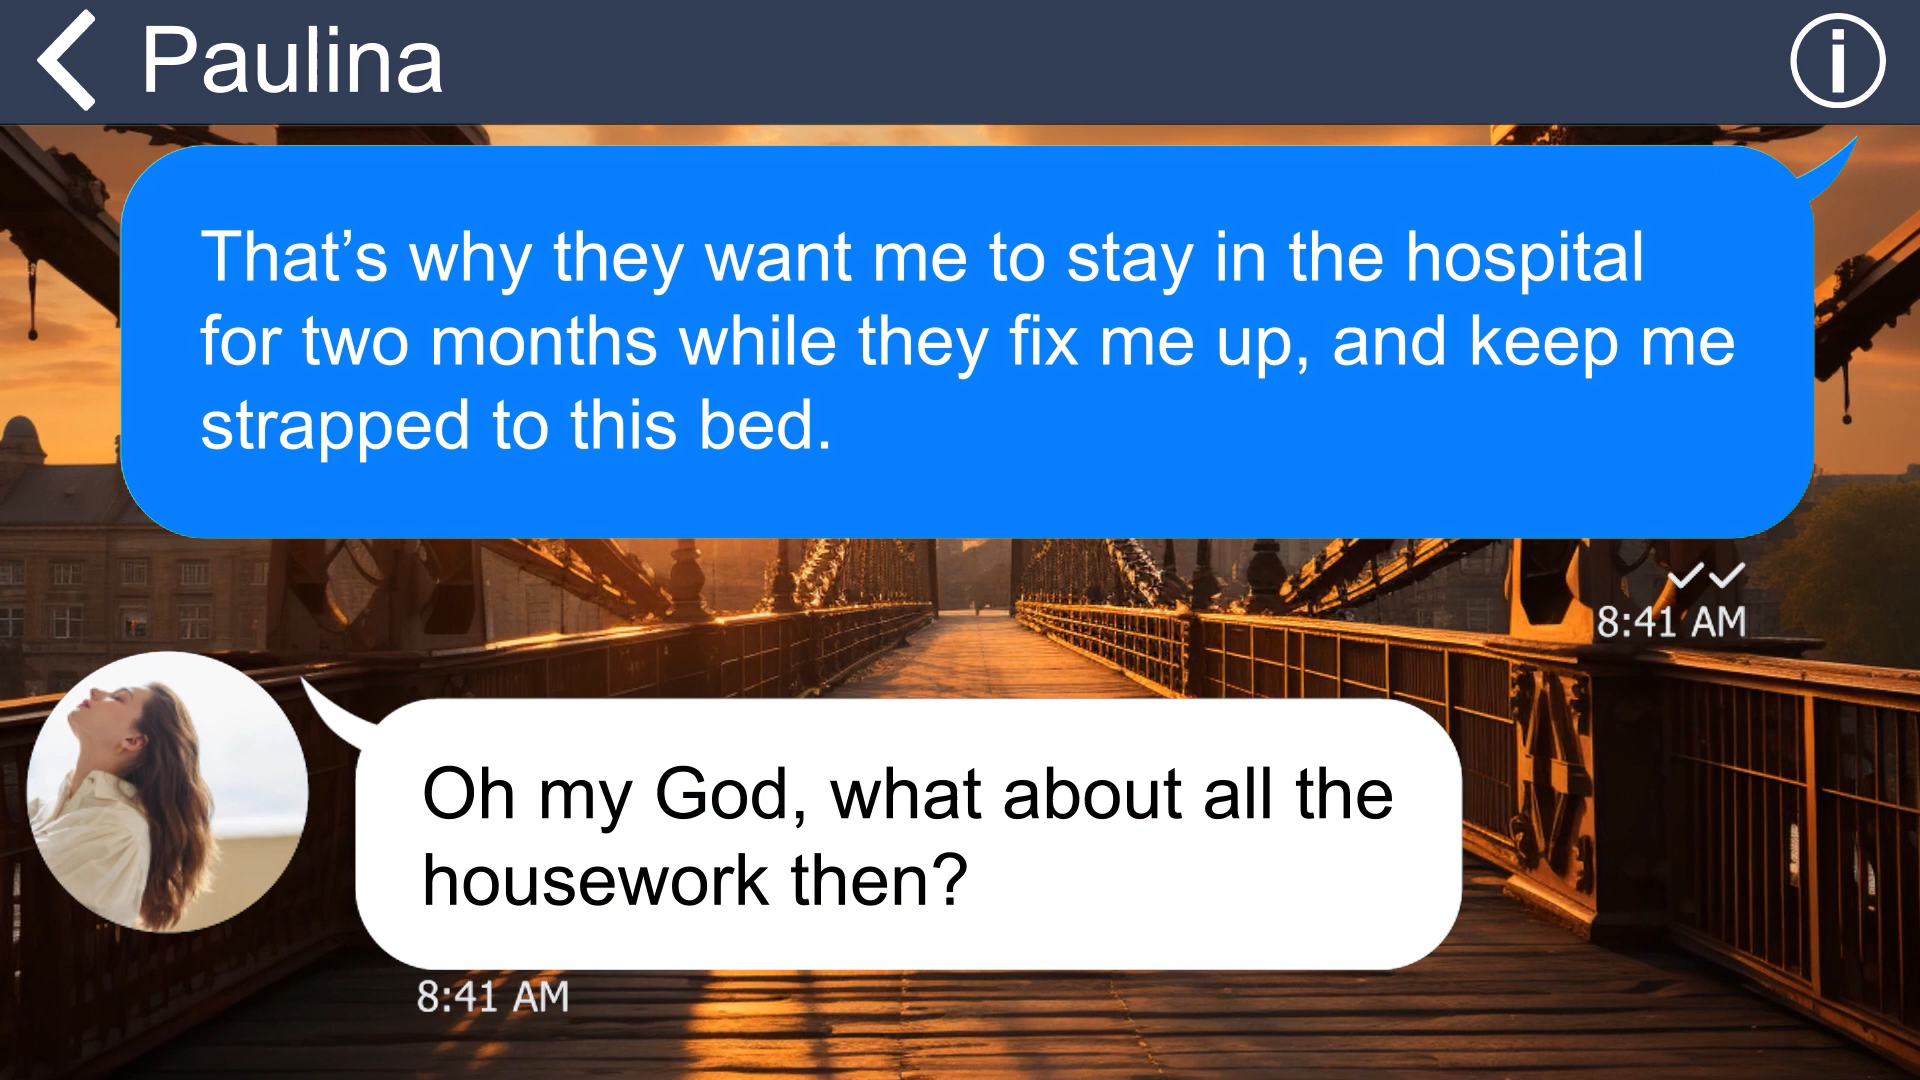 Paulina
That’s why they want me to stay in the hospital
for two months while they fix me up, and keep me
strapped to this bed.
8:41 AM
Oh my God, what about all the
housework then?
8:41 AM